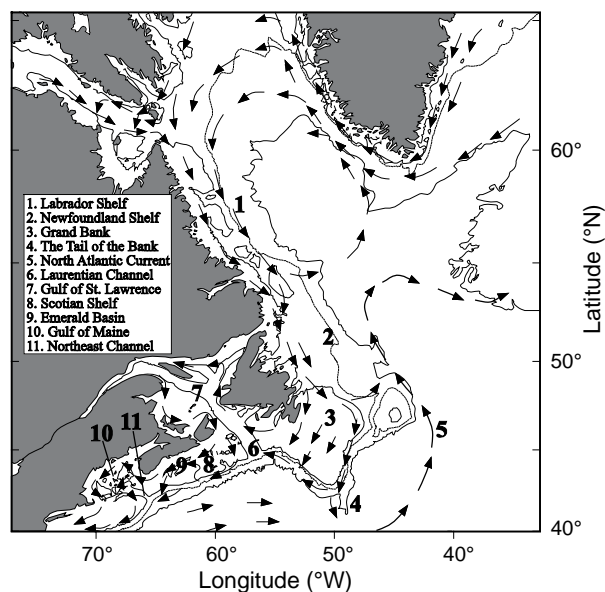 60°
1
1. Labrador Shelf
2. Newfoundland Shelf
3. Grand Bank
4. The Tail of the Bank
5. North Atlantic Current
6. Laurentian Channel
7. Gulf of St. Lawrence
8. Scotian Shelf
9. Emerald Basin
10. Gulf of Maine
11. Northeast Channel
Latitude (°N)
2
50°
7
3
5
11
10
6
9
8
4
40°
70°
60°
50°
40°
Longitude (°W)